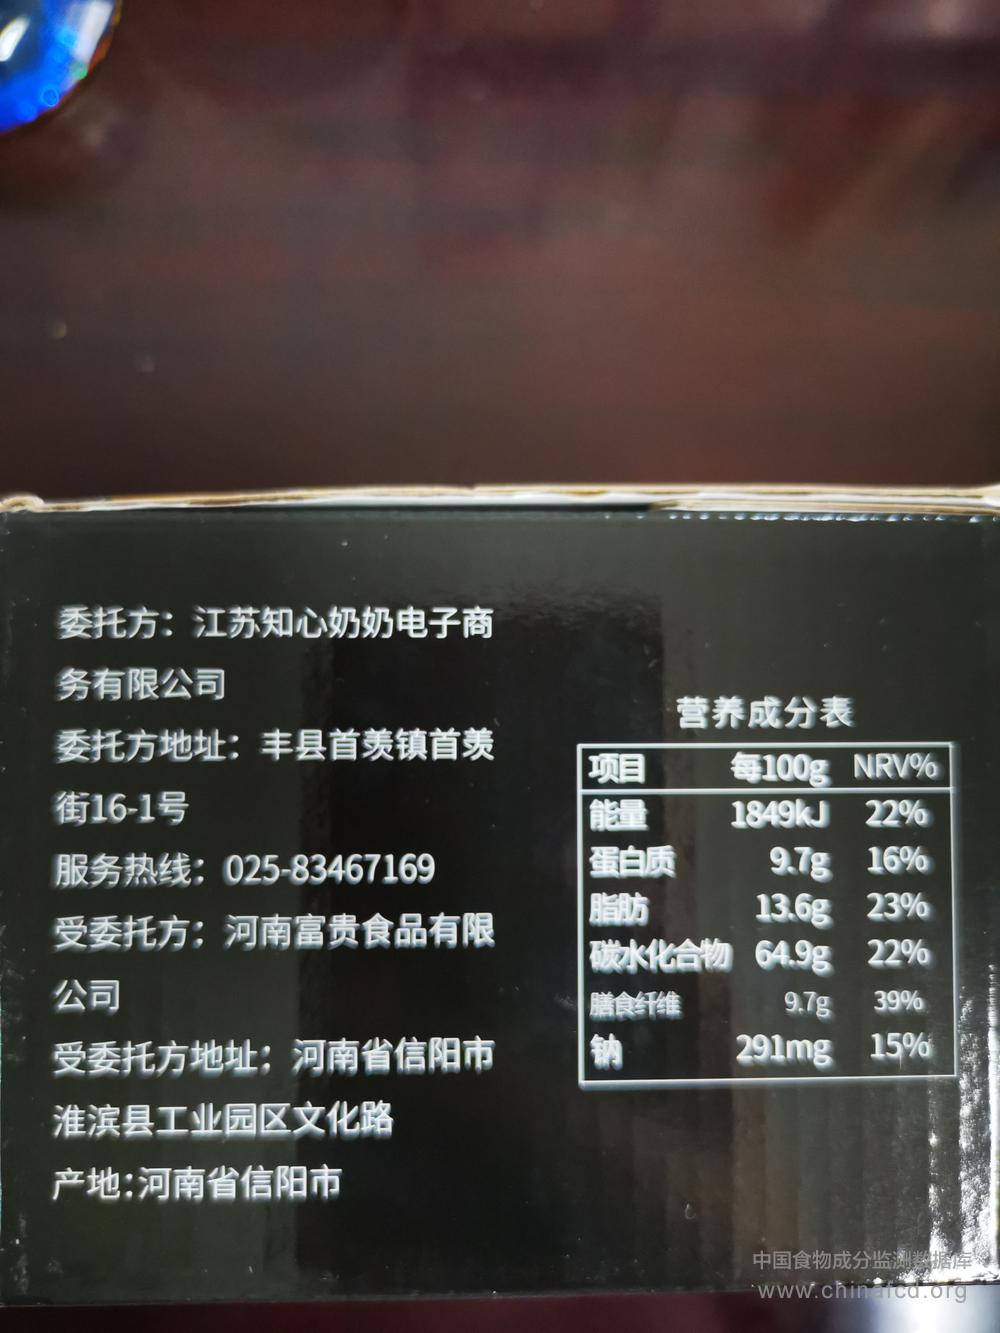 委托方：江苏知心奶奶电子商
务有限公司
委托方地址：丰县首羡镇首羡
街16-1号
服务热线：025-83467169
受委托方：河南富贵食品有限
公司
受委托方地址：河南省信阳市
淮滨县工业园区文化路
产地:河南省信阳市
营养成分表
项目 每100g NRV%
能量 1849kJ 22%
蛋白质 9.7g 16%
脂肪 13.6g 23%
碳水化合物 64.9g 22%
膳食纤维 9.7g 39%
钠 291mg 15%
中国食物成分监测数据库
www.chinafcd.org